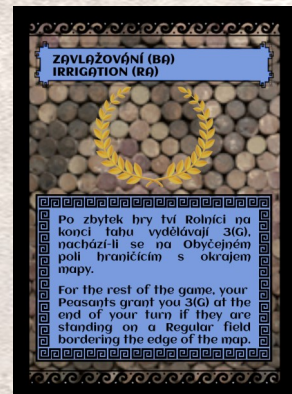 ZAVLAŽOVÁNÍ (BA)
IRRIGATION (RA)
Po zbytek hry tví Rolníci na
konci tahu vydělávají 3(G),
nachází-li se na Obyčejném
poli hraničícím s okrajem
mapy.
For the rest of the game, your
Peasants grant you 3(G) at the
end of your turn if they are
standing on a Regular field
bordering the edge of the map.